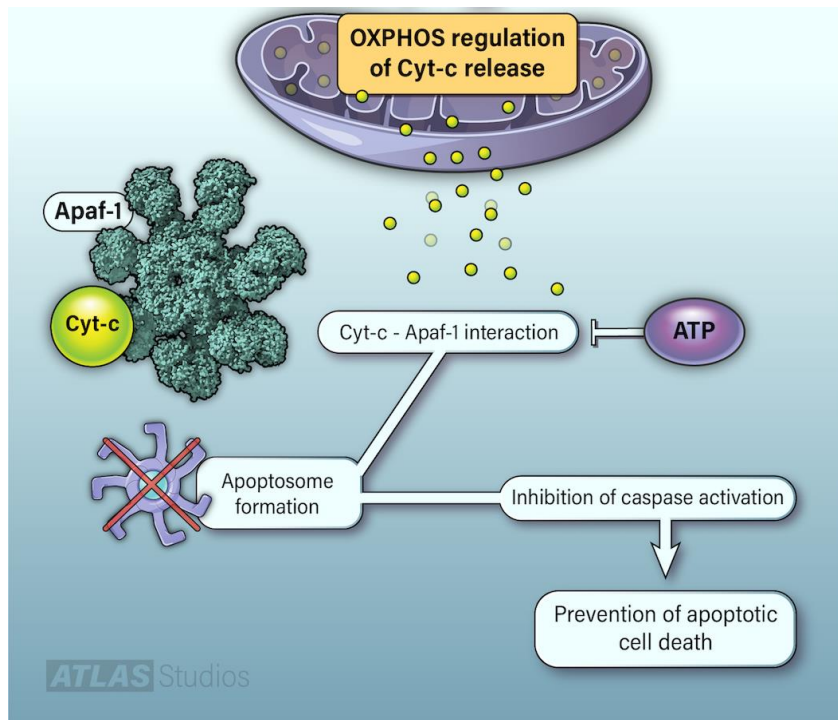 OXPHOS regulation
of Cyt-c release
Apaf-1
Cyt-c
Cyt-c - Apaf-1 interaction
ATP
Apoptosome
formation
Inhibition of caspase activation
Prevention of apoptotic
cell death
ATLAS Studios